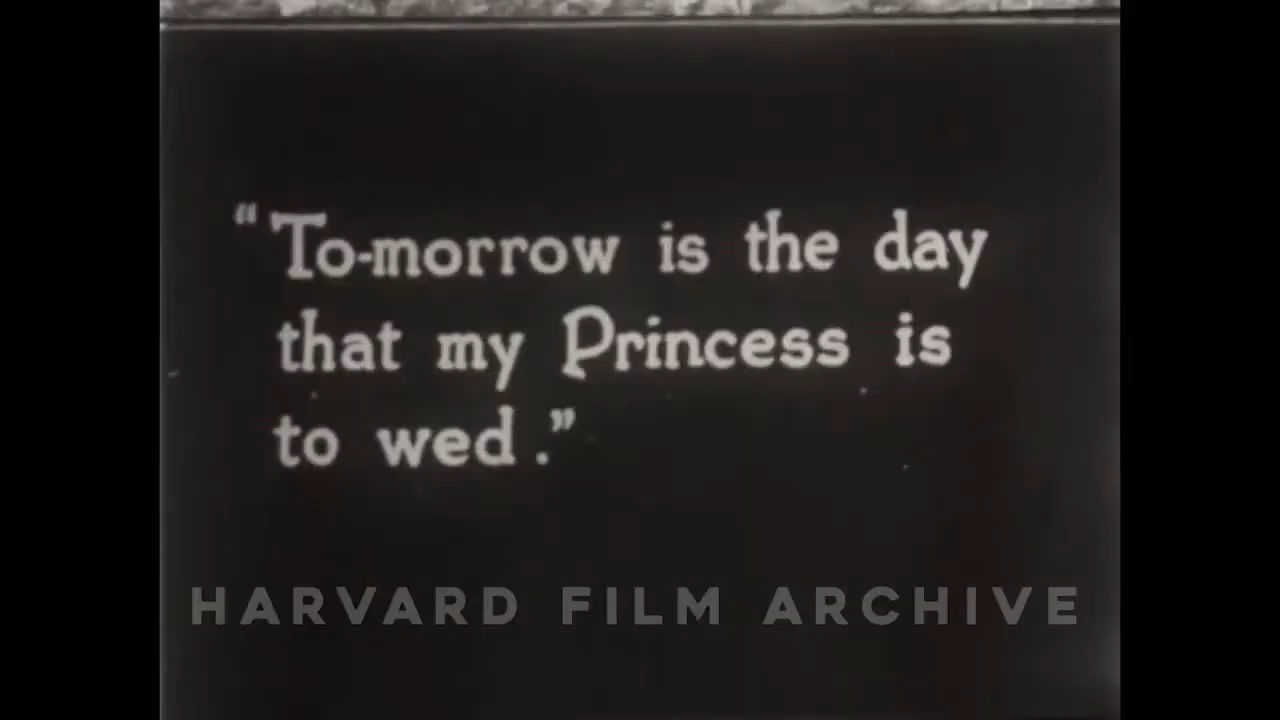 “To-morrow is the day
that my Princess is
to wed.”
HARVARD FILM ARCHIVE